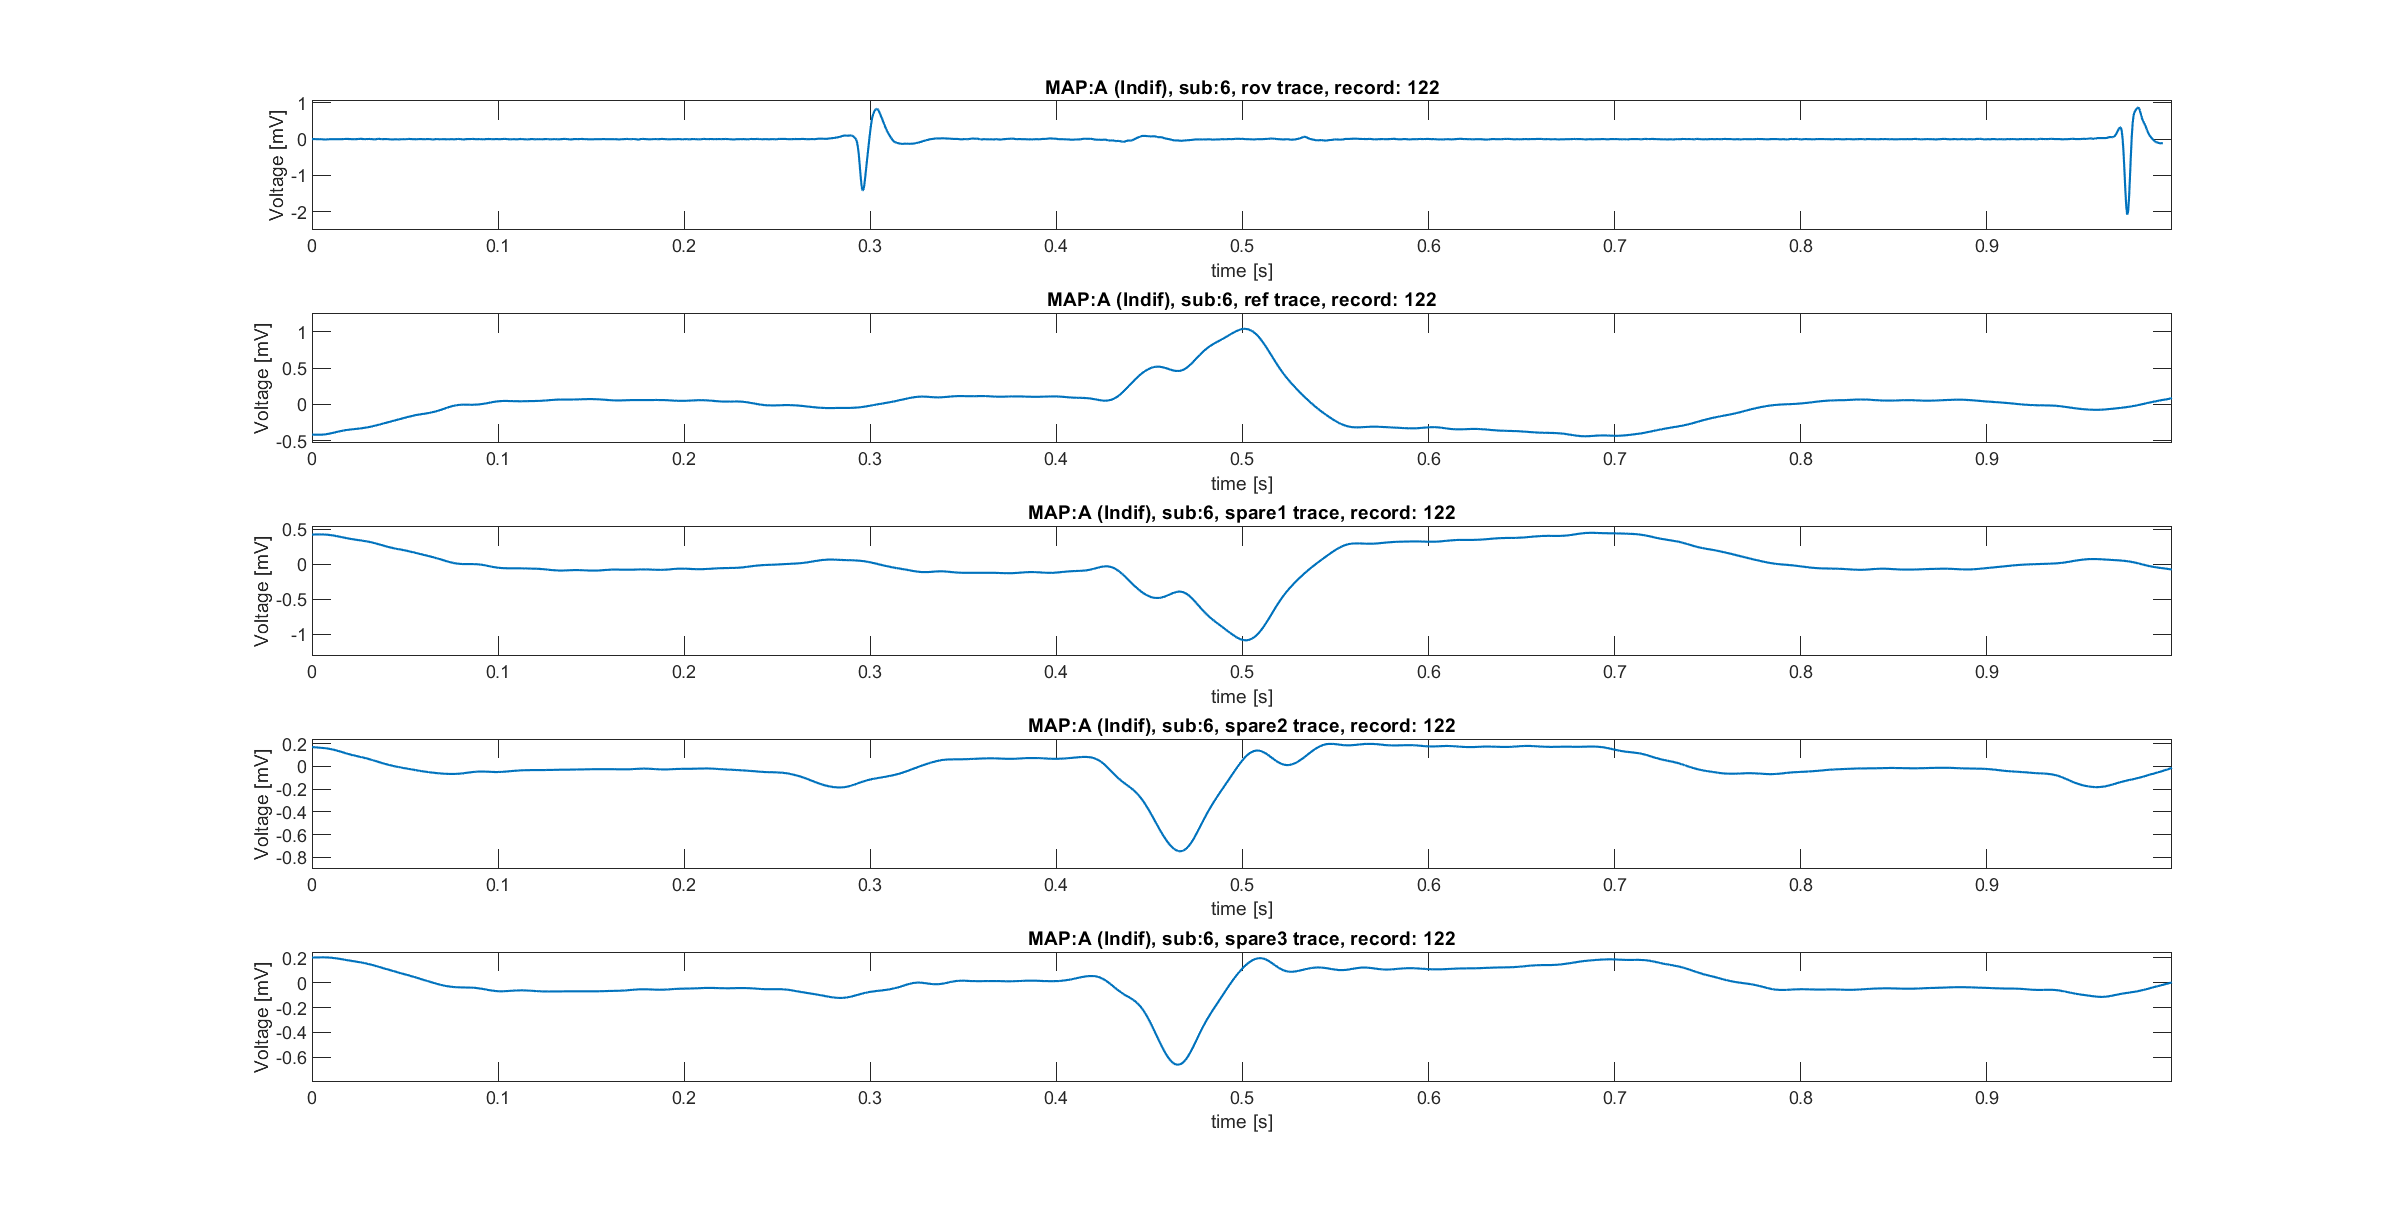 MAP:A (Indif), sub:6, rov trace, record: 122
Voltage [mV]
1
0
-1
-2
0 0.1 0.2 0.3 0.4 0.5 0.6 0.7 0.8 0.9
time [s]
MAP:A (Indif), sub:6, ref trace, record: 122
Voltage [mV]
1
0.5
0
-0.5
0 0.1 0.2 0.3 0.4 0.5 0.6 0.7 0.8 0.9
time [s]
MAP:A (Indif), sub:6, spare1 trace, record: 122
Voltage [mV]
0.5
0
-0.5
-1
0 0.1 0.2 0.3 0.4 0.5 0.6 0.7 0.8 0.9
time [s]
MAP:A (Indif), sub:6, spare2 trace, record: 122
Voltage [mV]
0.2
0
-0.2
-0.4
-0.6
-0.8
0 0.1 0.2 0.3 0.4 0.5 0.6 0.7 0.8 0.9
time [s]
MAP:A (Indif), sub:6, spare3 trace, record: 122
Voltage [mV]
0.2
0
-0.2
-0.4
-0.6
0 0.1 0.2 0.3 0.4 0.5 0.6 0.7 0.8 0.9
time [s]